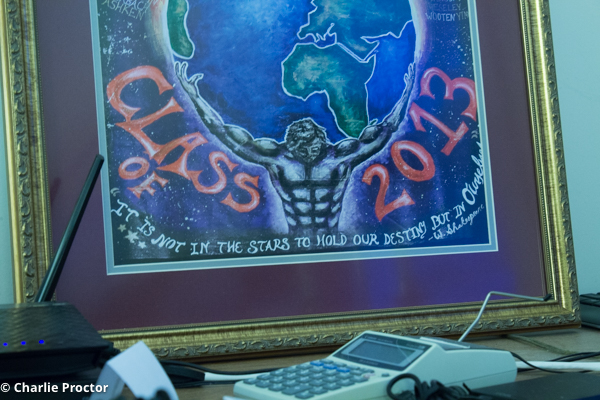 WOOTEN
CLASS
OF
2013
"IT IS NOT IN THE STARS TO HOLD OUR DESTINY BUT IN Ourselves"
-W. Shakespeare
© Charlie Proctor